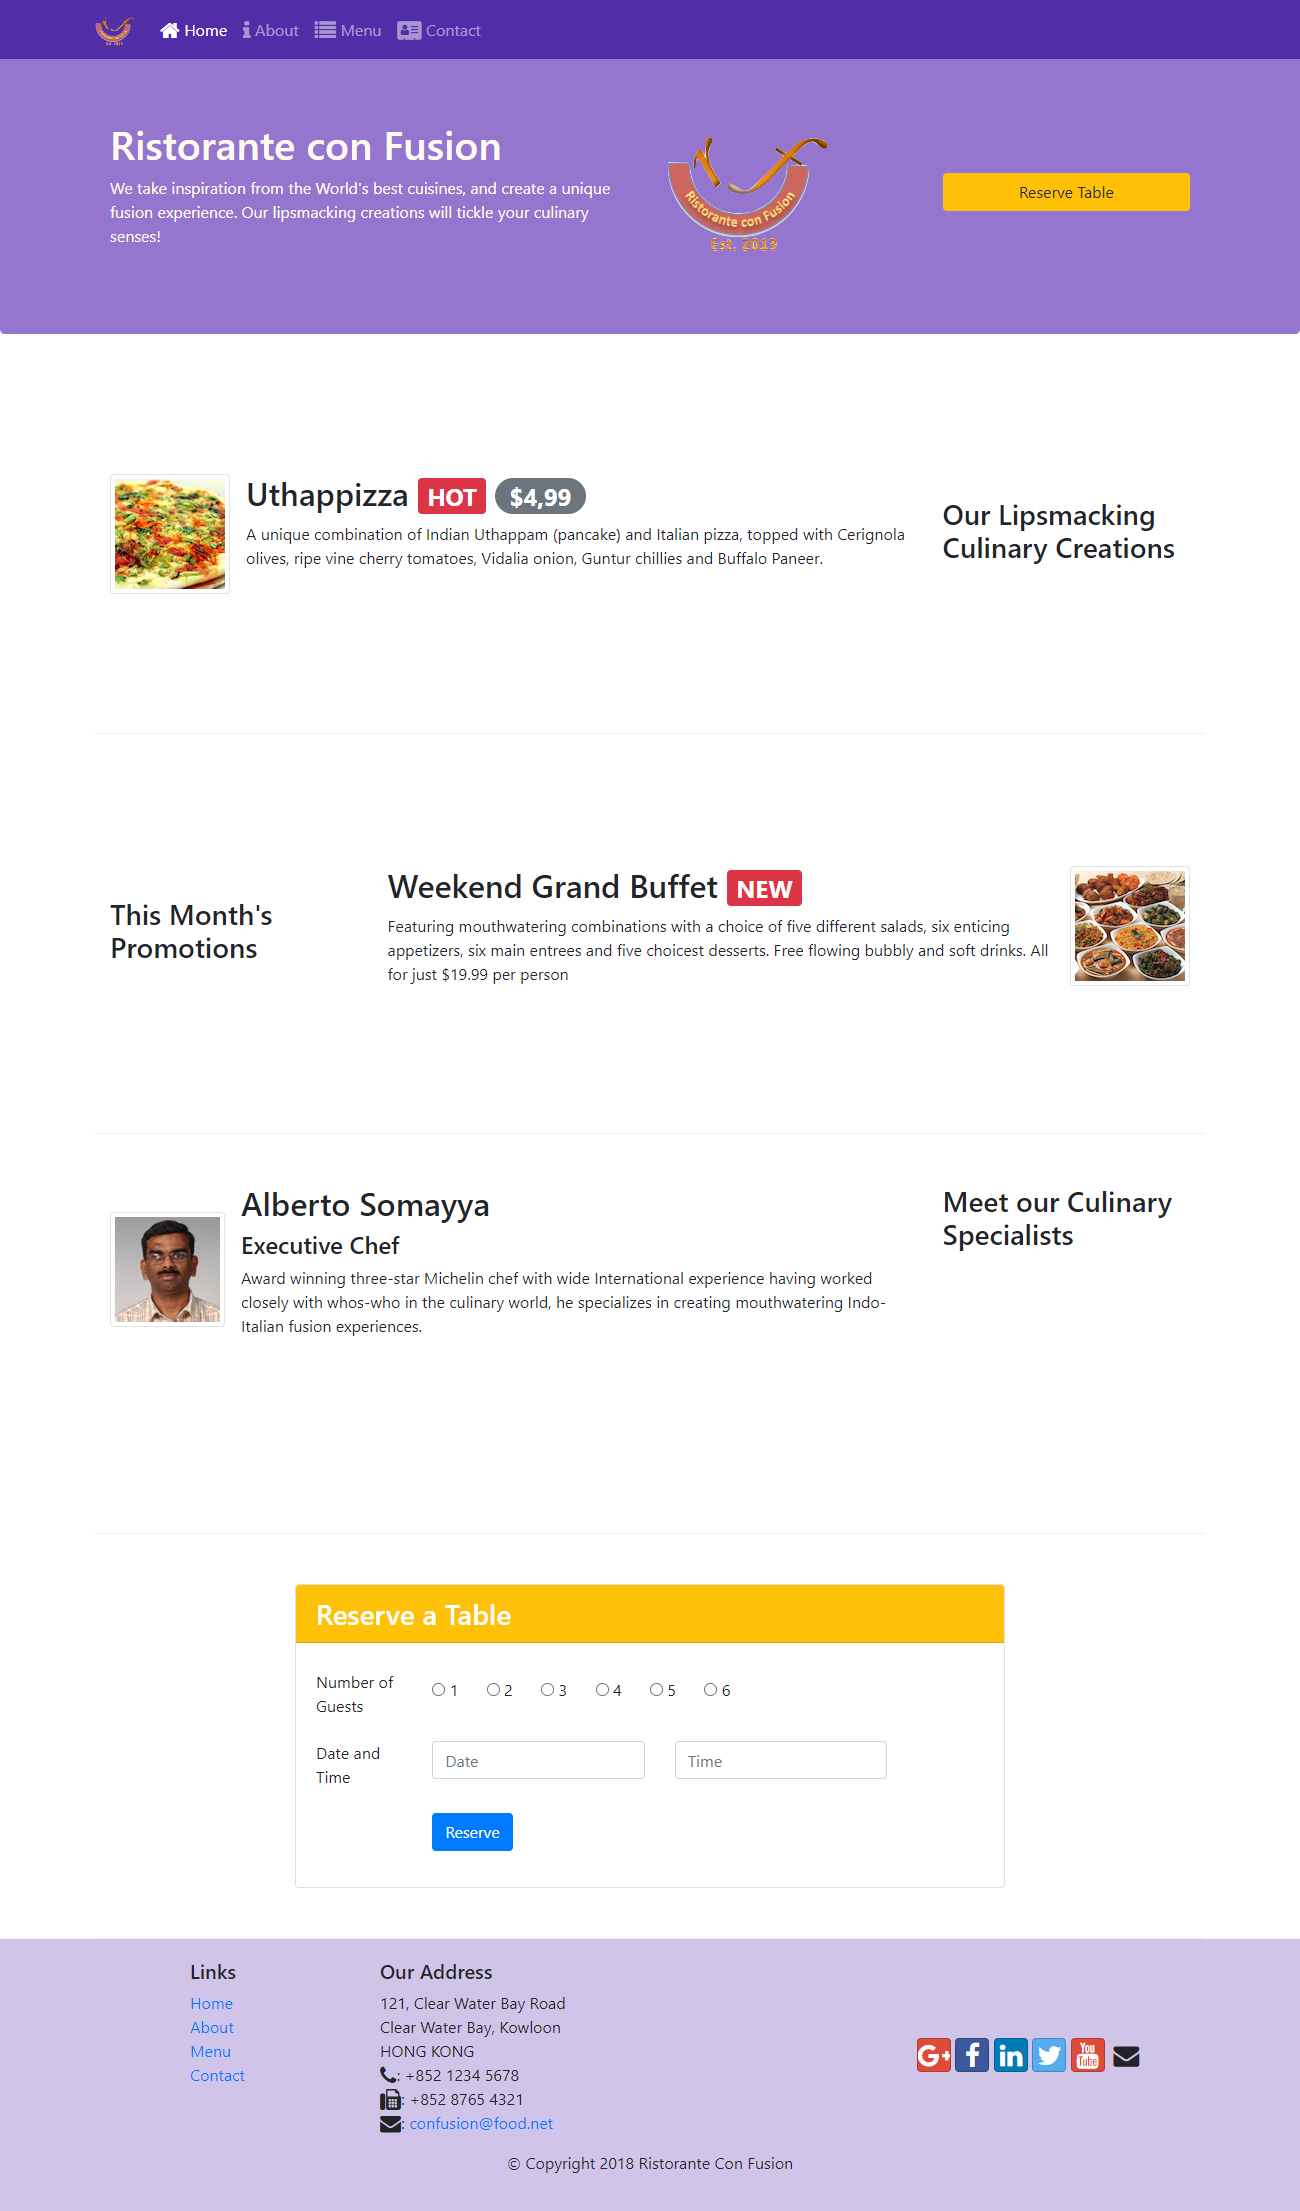 Home About Menu Contact
Ristorante con Fusion
We take inspiration from the World's best cuisines, and create a unique
fusion experience. Our lipsmacking creations will tickle your culinary
senses!
Ristorante con Fusion
Est. 2013
Reserve Table
Uthappizza HOT $4,99
A unique combination of Indian Uthappam (pancake) and Italian pizza, topped with Cerignola
olives, ripe vine cherry tomatoes, Vidalia onion, Guntur chillies and Buffalo Paneer.
Our Lipsmacking
Culinary Creations
This Month's
Promotions
Weekend Grand Buffet NEW
Featuring mouthwatering combinations with a choice of five different salads, six enticing
appetizers, six main entrees and five choicest desserts. Free flowing bubbly and soft drinks. All
for just $19.99 per person
Alberto Somayya
Executive Chef
Award winning three-star Michelin chef with wide International experience having worked
closely with whos-who in the culinary world, he specializes in creating mouthwatering Indo-
Italian fusion experiences.
Meet our Culinary
Specialists
Reserve a Table
Number of
Guests
1 2 3 4 5 6
Date and
Time
Date
Time
Reserve
Links
Home
About
Menu
Contact
Our Address
121, Clear Water Bay Road
Clear Water Bay, Kowloon
HONG KONG
: +852 1234 5678
: +852 8765 4321
: confusion@food.net
G+ f in You Tube
© Copyright 2018 Ristorante Con Fusion